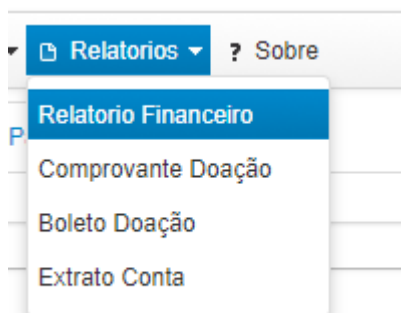 Relatorios ? Sobre
P
Relatorio Financeiro
Comprovante Doação
Boleto Doação
Extrato Conta